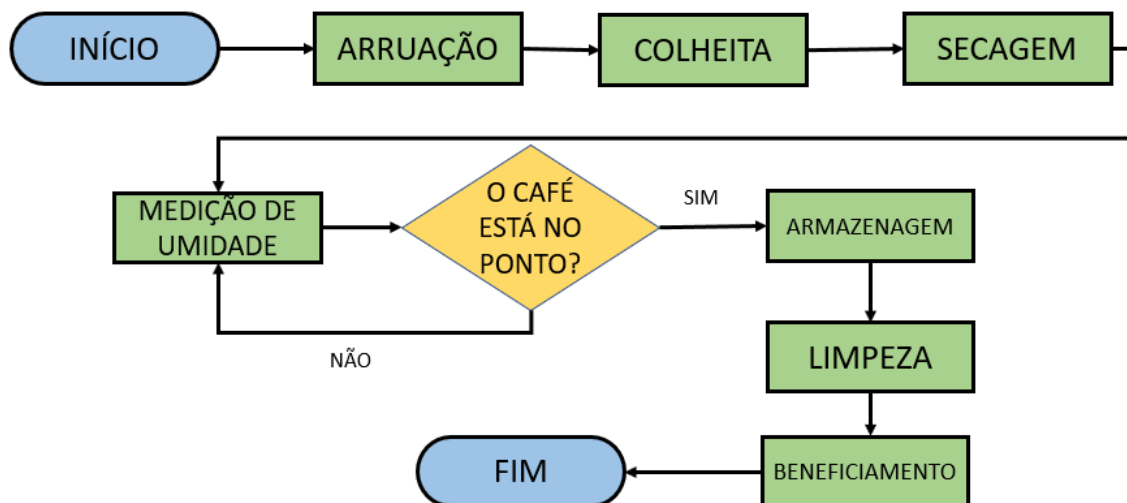 INÍCIO
ARRUAÇÃO
COLHEITA
SECAGEM
MEDIÇÃO DE
UMIDADE
O CAFÉ
ESTÁ NO
PONTO?
SIM
NÃO
ARMAZENAGEM
LIMPEZA
BENEFICIAMENTO
FIM